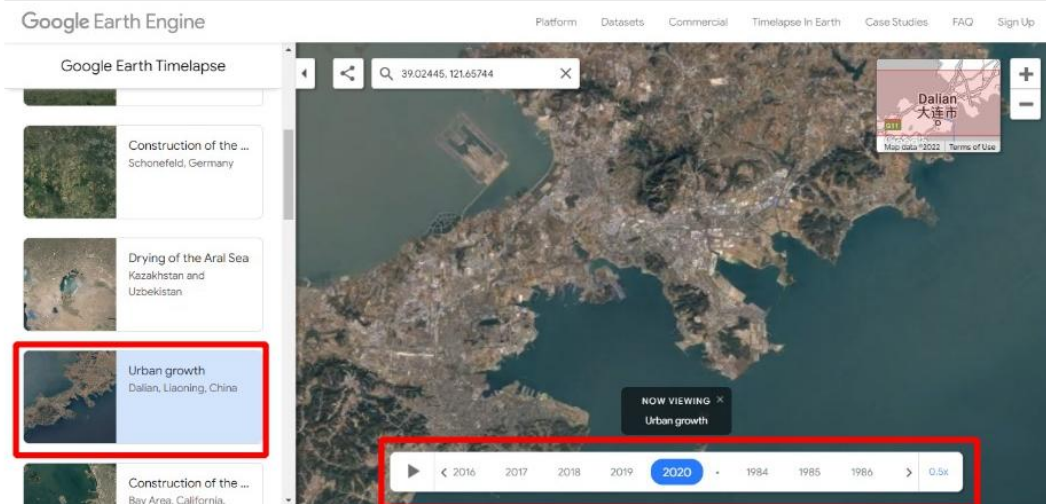 Google Earth Engine
Platform
Datasets
Commercial
Timelapse In Earth
Case Studies
FAQ
Sign Up
Google Earth Timelapse
Construction of the ...
Schonefeld, Germany
Drying of the Aral Sea
Kazakhstan and
Uzbekistan
Urban growth
Dalian, Liaoning, China
Construction of the ...
Bay Area, California,
39.02445, 121.65744
Dalian
大连市
G11
Map data ©2022 Terms of Use
NOW VIEWING
Urban growth
2016
2017
2018
2019
2020
1984
1985
1986
0.5x